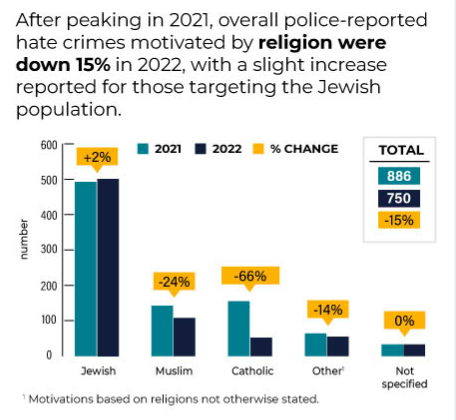 After peaking in 2021, overall police-reported
hate crimes motivated by religion were
down 15% in 2022, with a slight increase
reported for those targeting the Jewish
population.
600
500
400
300
200
100
0
number
2021 2022 % CHANGE
TOTAL
886
750
-15%
+2%
-24%
-66%
-14%
0%
Jewish Muslim Catholic Other¹ Not
specified
¹ Motivations based on religions not otherwise stated.